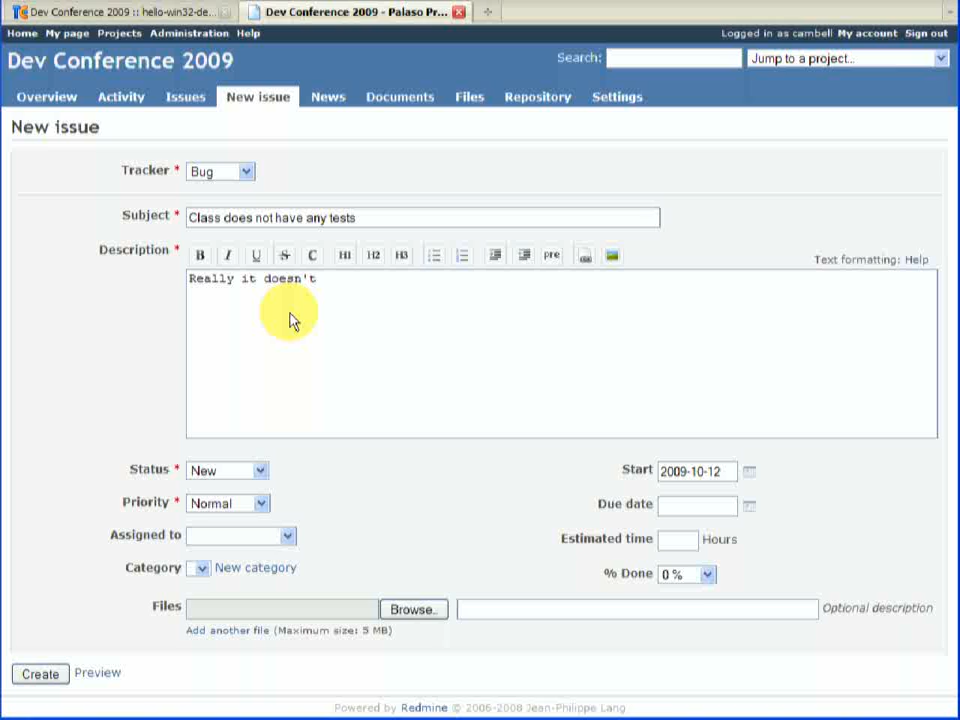 Dev Conference 2009 :: hello-win32-de... Dev Conference 2009 - Palaso Pr...
Home My page Projects Administration Help Logged in as cambell My account Sign out
Dev Conference 2009 Search: Jump to a project...
Overview Activity Issues New issue News Documents Files Repository Settings
New issue
Tracker * Bug
Subject * Class does not have any tests
Description * B I U S C H1 H2 H3 pre Text formatting: Help
Really it doesn't
Status * New Start 2009-10-12
Priority * Normal Due date
Assigned to Estimated time Hours
Category New category % Done 0 %
Files Browse.. Optional description
Add another file (Maximum size: 5 MB)
Create Preview
Powered by Redmine © 2006-2008 Jean-Philippe Lang